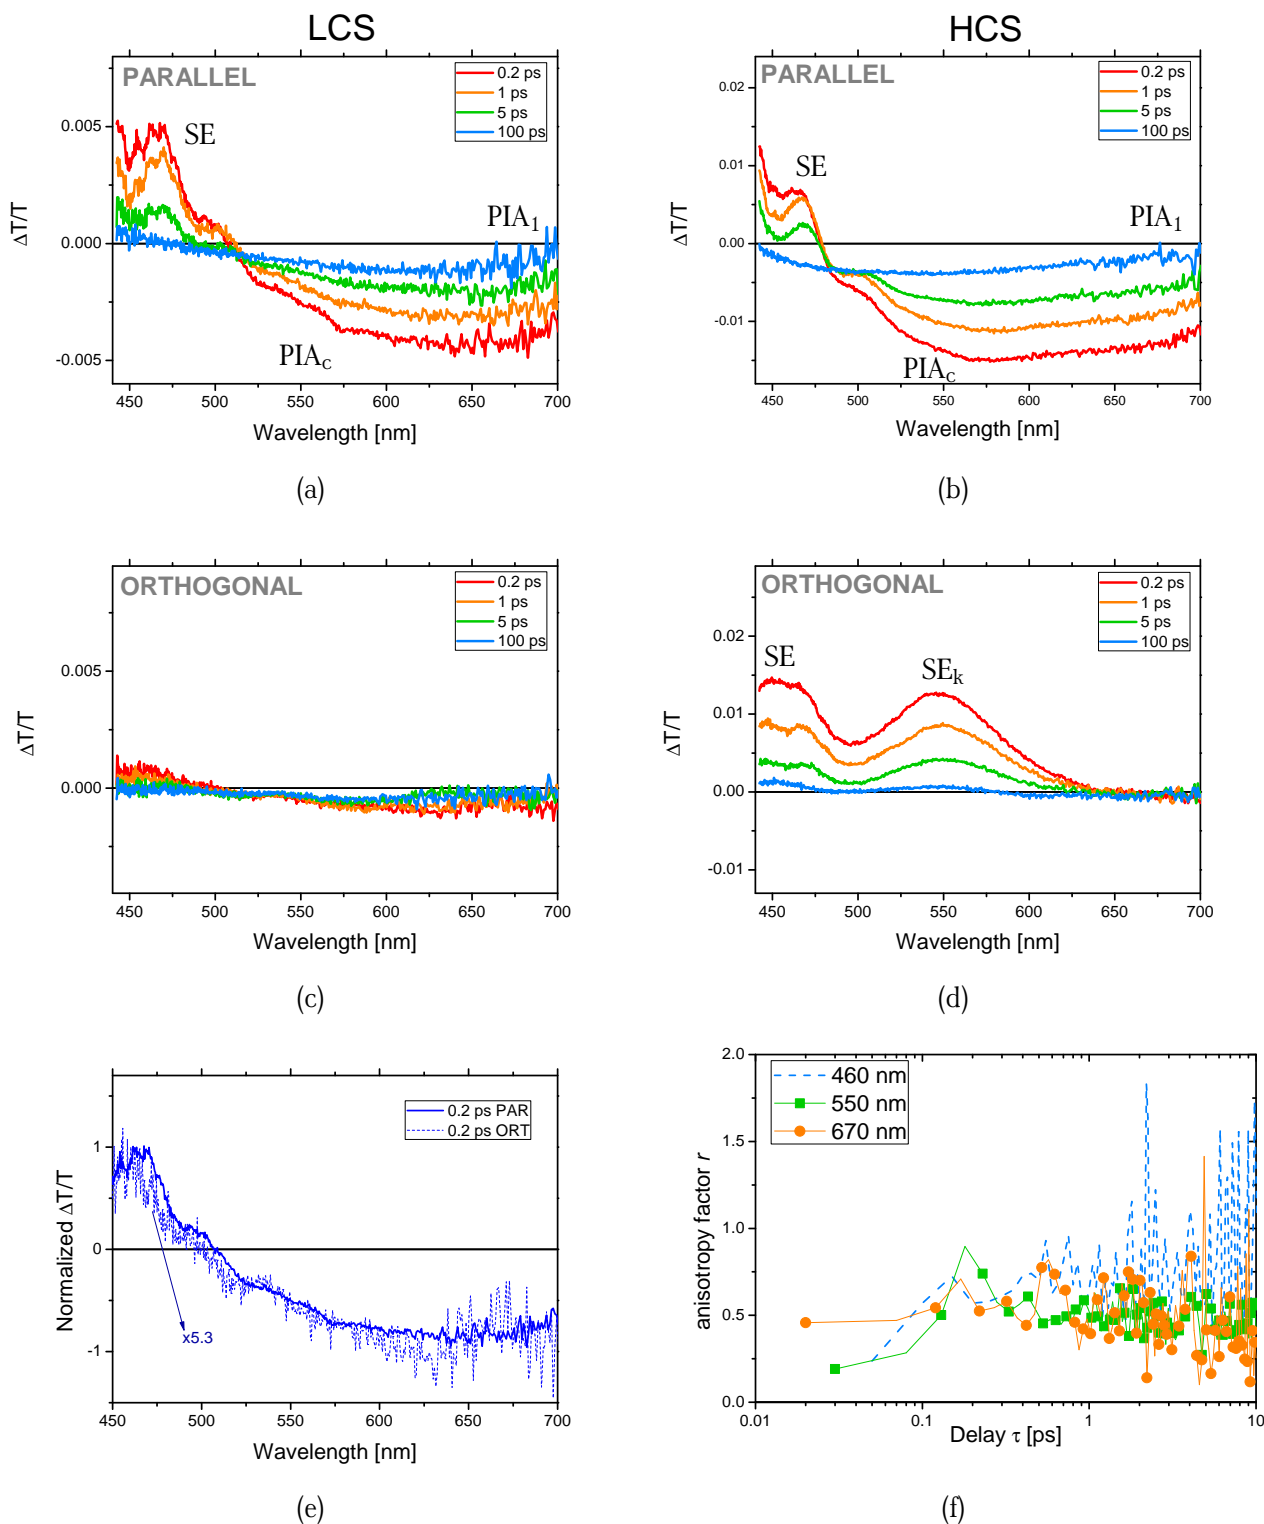 LCS
HCS
PARALLEL
0.2 ps
1 ps
5 ps
100 ps
SE
PIA1
PIAc
0.005
0.000
-0.005
ΔT/T
450 500 550 600 650 700
Wavelength [nm]
(a)
PARALLEL
0.2 ps
1 ps
5 ps
100 ps
SE
PIA1
PIAc
0.02
0.01
0.00
-0.01
ΔT/T
450 500 550 600 650 700
Wavelength [nm]
(b)
ORTHOGONAL
0.2 ps
1 ps
5 ps
100 ps
0.005
0.000
ΔT/T
450 500 550 600 650 700
Wavelength [nm]
(c)
ORTHOGONAL
0.2 ps
1 ps
5 ps
100 ps
SE
SEk
0.02
0.01
0.00
-0.01
ΔT/T
450 500 550 600 650 700
Wavelength [nm]
(d)
0.2 ps PAR
0.2 ps ORT
1
0
-1
x5.3
Normalized ΔT/T
450 500 550 600 650 700
Wavelength [nm]
(e)
460 nm
550 nm
670 nm
2.0
1.5
1.0
0.5
0.0
anisotropy factor r
0.01 0.1 1 10
Delay τ [ps]
(f)